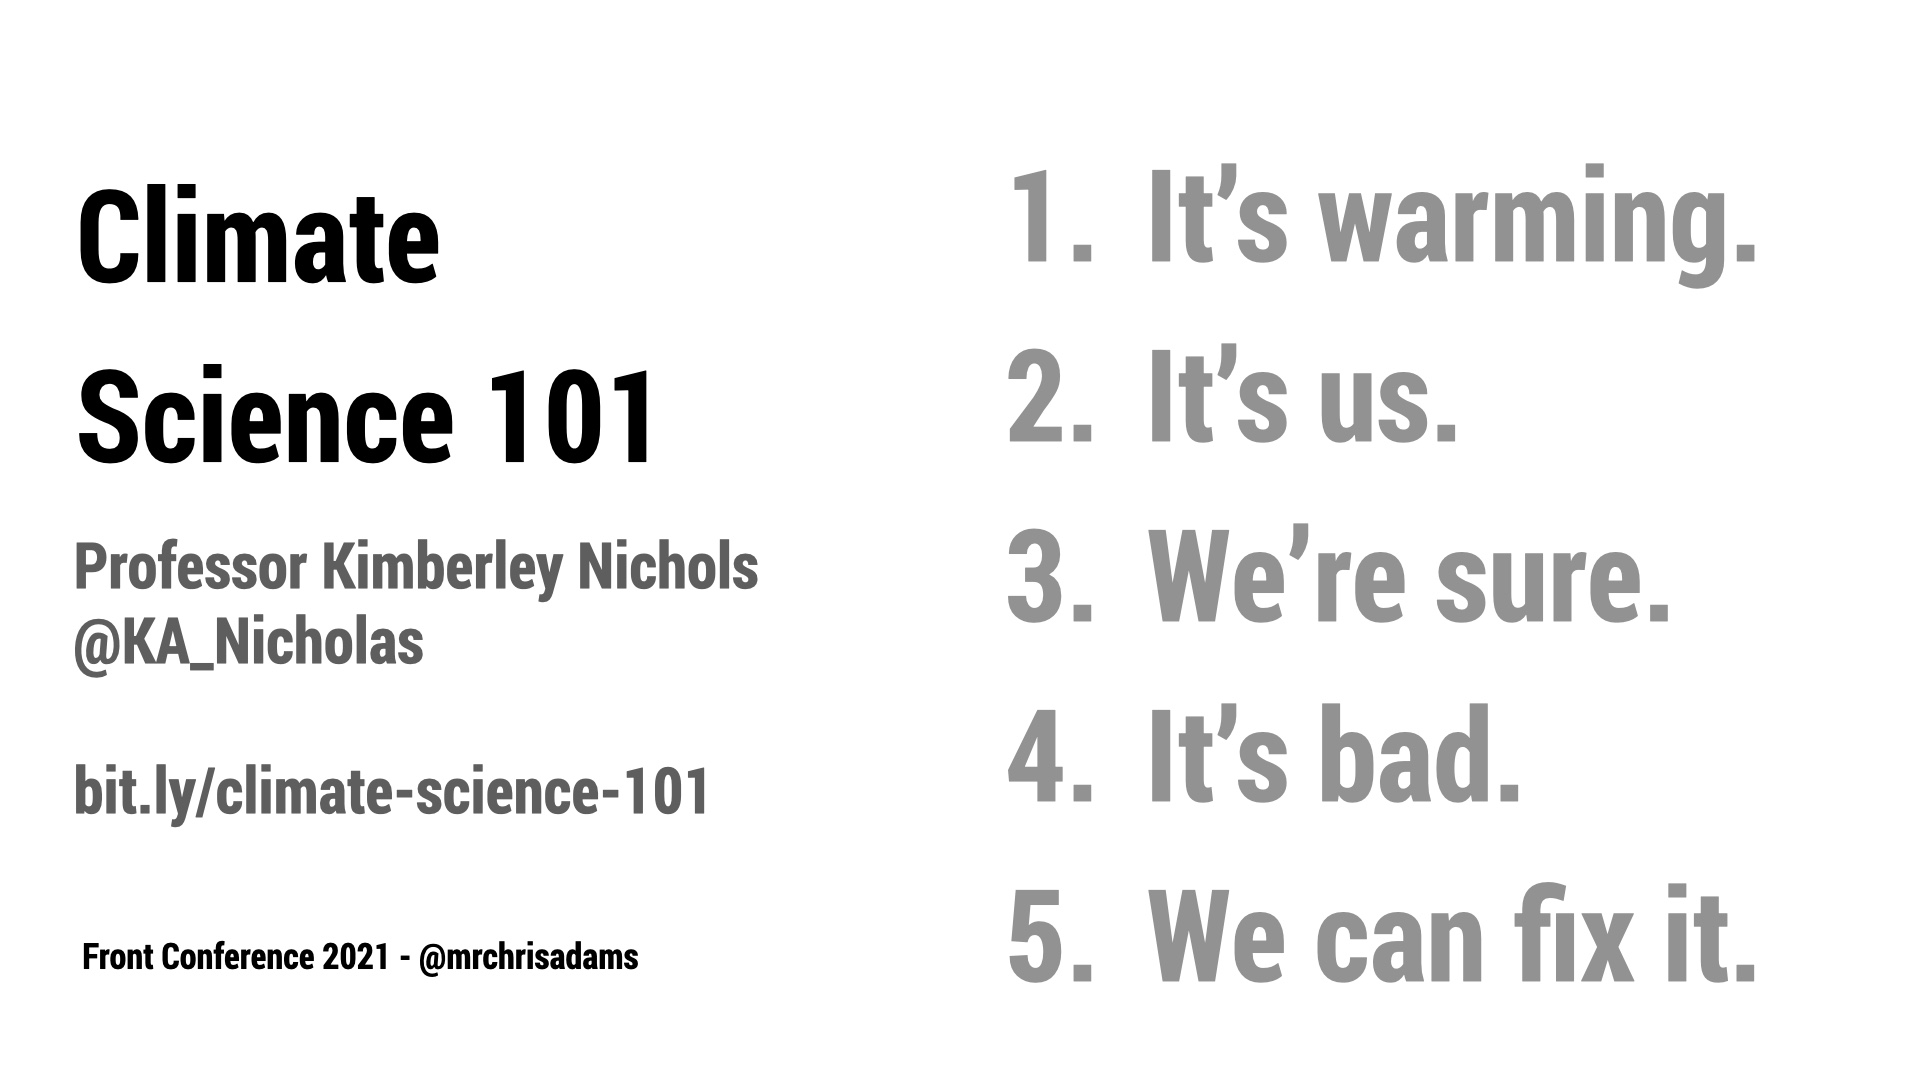 Climate
Science 101
Professor Kimberley Nichols
@KA_Nicholas
bit.ly/climate-science-101
Front Conference 2021 - @mrchrisadams
1. It’s warming.
2. It’s us.
3. We’re sure.
4. It’s bad.
5. We can fix it.